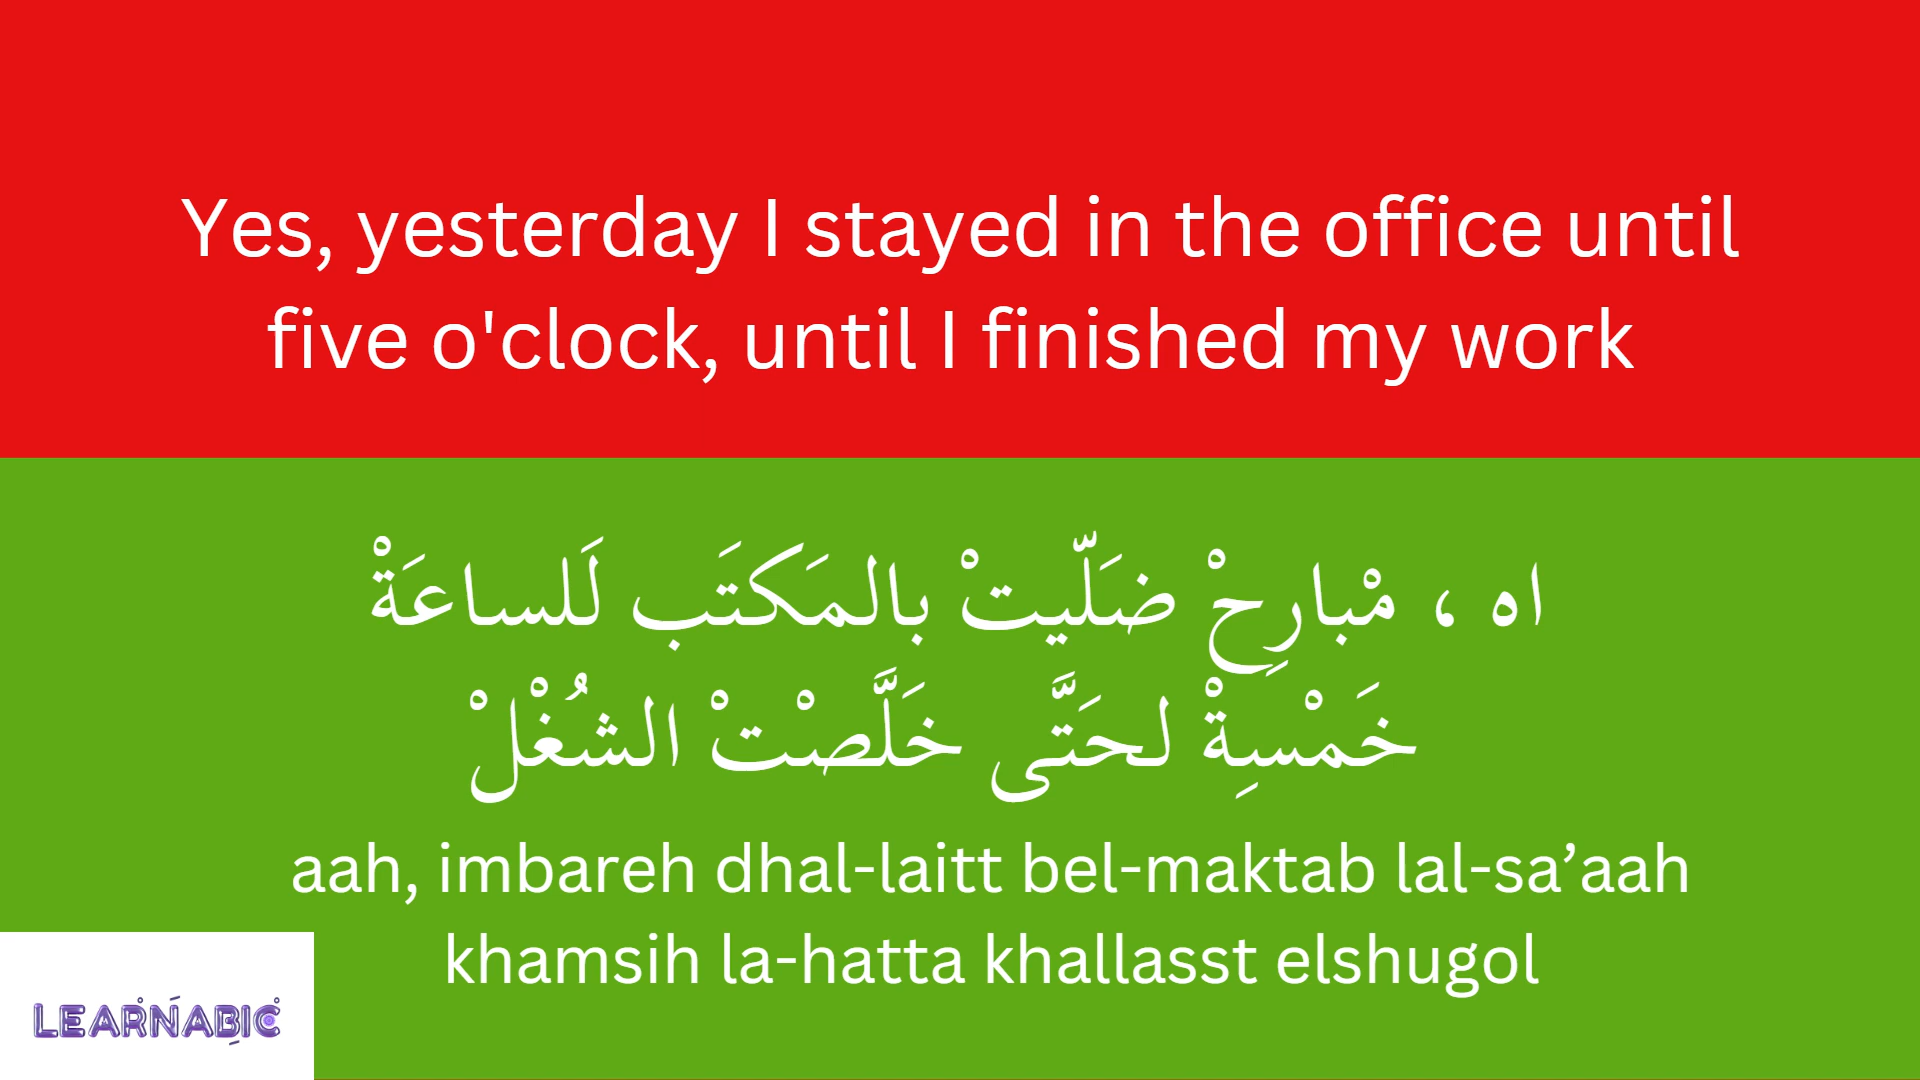 Yes, yesterday I stayed in the office until
five o'clock, until I finished my work
اه ، مْبارِحْ ضَلّيتْ بالمَكتَب لَلساعَةْ
خَمْسِةْ لحَتَّى خَلَّصْتْ الشُغْلْ
aah, imbareh dhal-laitt bel-maktab lal-sa’aah
khamsih la-hatta khallasst elshugol
LEARNABIC